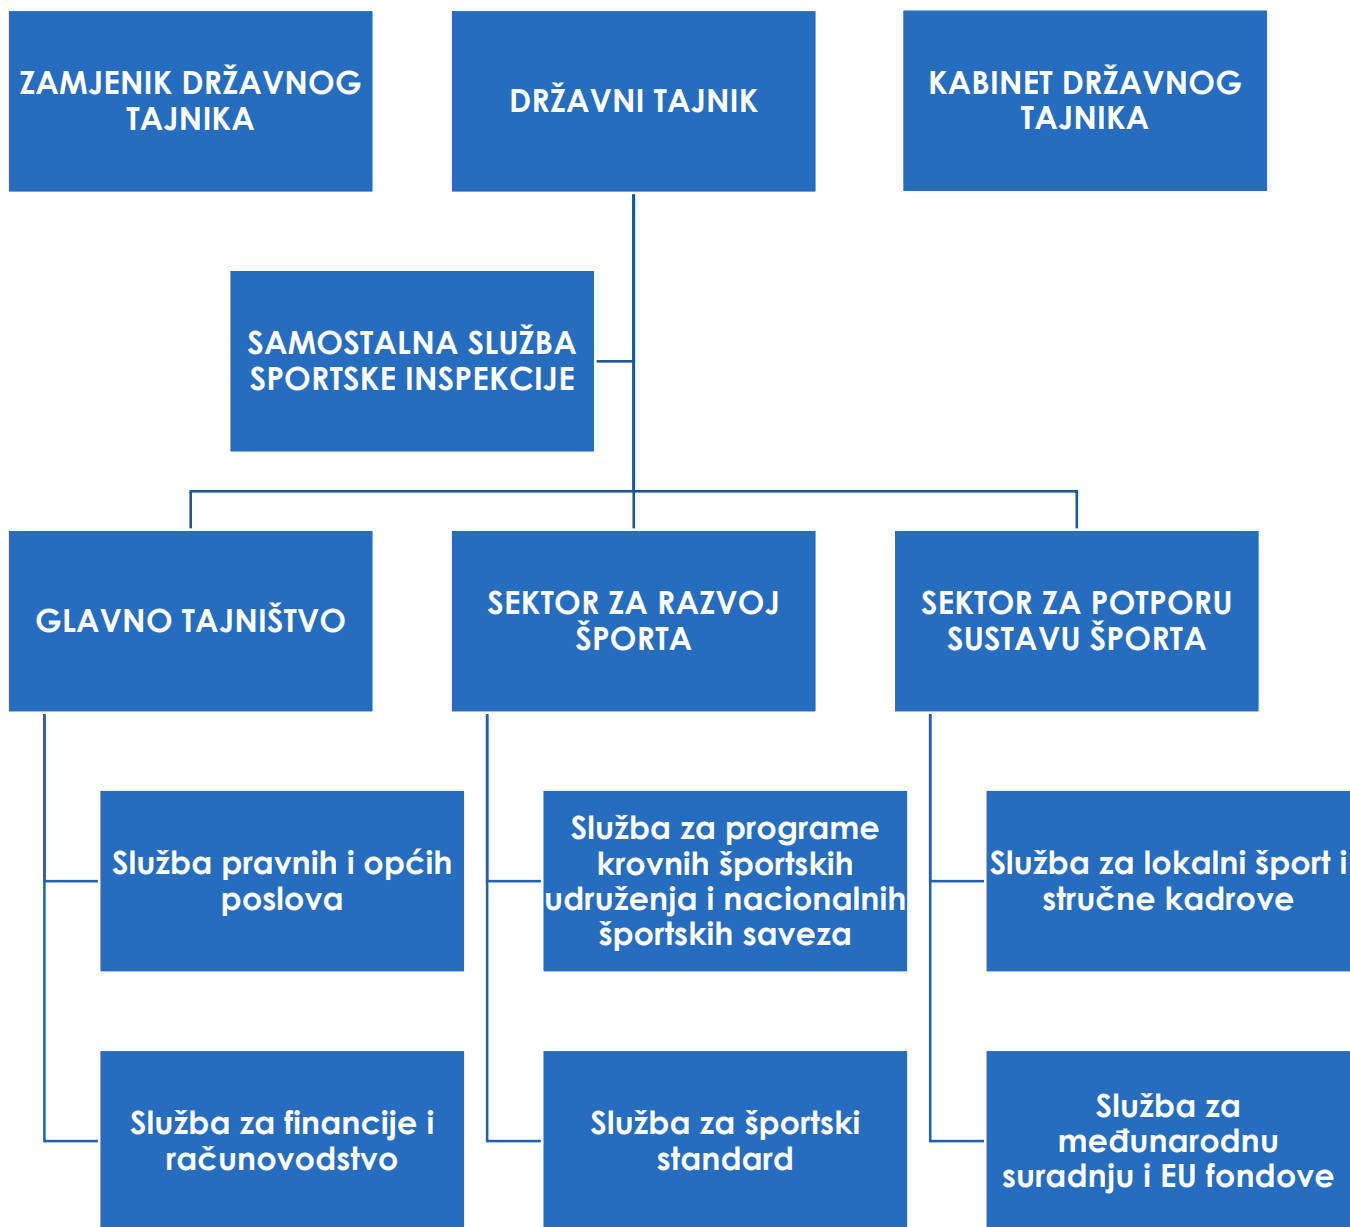 ZAMJENIK DRŽAVNOG
TAJNIKA
DRŽAVNI TAJNIK
KABINET DRŽAVNOG
TAJNIKA
SAMOSTALNA SLUŽBA
SPORTSKE INSPEKCIJE
GLAVNO TAJNIŠTVO
SEKTOR ZA RAZVOJ
ŠPORTA
SEKTOR ZA POTPORU
SUSTAVU ŠPORTA
Služba pravnih i općih
poslova
Služba za programe
krovnih športskih
udruženja i nacionalnih
športskih saveza
Služba za lokalni šport i
stručne kadrove
Služba za financije i
računovodstvo
Služba za športski
standard
Služba za
međunarodnu
suradnju i EU fondove